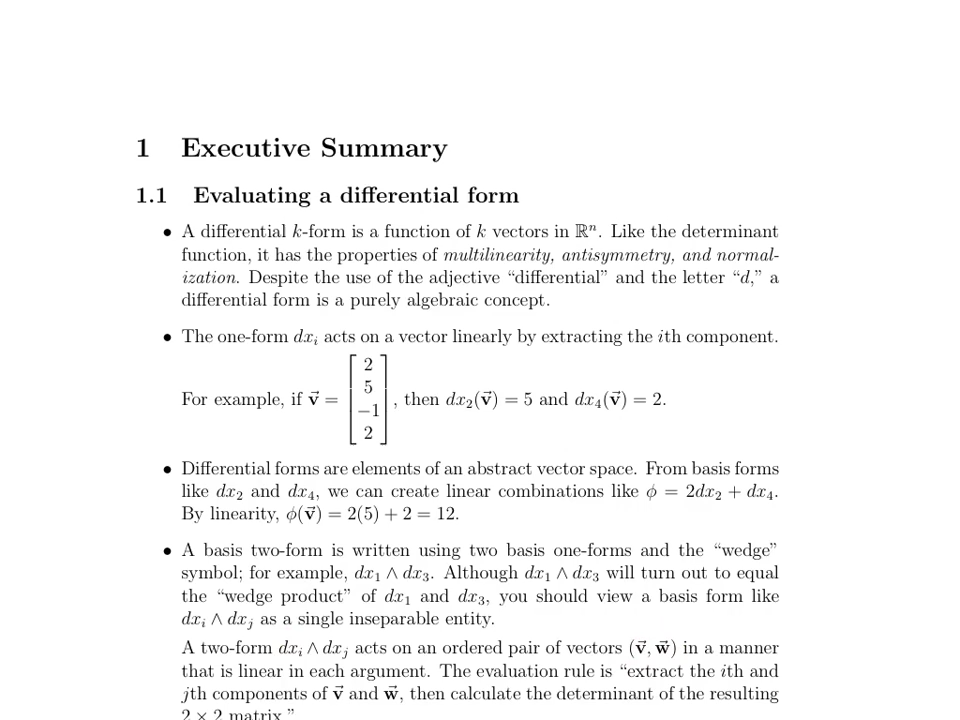 1 Executive Summary
1.1 Evaluating a differential form
• A differential k-form is a function of k vectors in ℝⁿ. Like the determinant
function, it has the properties of multilinearity, antisymmetry, and normal-
ization. Despite the use of the adjective “differential” and the letter “d,” a
differential form is a purely algebraic concept.
• The one-form dxᵢ acts on a vector linearly by extracting the ith component.
For example, if v⃗ = [2 5 −1 2], then dx₂(v⃗) = 5 and dx₄(v⃗) = 2.
• Differential forms are elements of an abstract vector space. From basis forms
like dx₂ and dx₄, we can create linear combinations like ϕ = 2dx₂ + dx₄.
By linearity, ϕ(v⃗) = 2(5) + 2 = 12.
• A basis two-form is written using two basis one-forms and the “wedge”
symbol; for example, dx₁ ∧ dx₃. Although dx₁ ∧ dx₃ will turn out to equal
the “wedge product” of dx₁ and dx₃, you should view a basis form like
dxᵢ ∧ dxⱼ as a single inseparable entity.
A two-form dxᵢ ∧ dxⱼ acts on an ordered pair of vectors (v⃗, w⃗) in a manner
that is linear in each argument. The evaluation rule is “extract the ith and
jth components of v⃗ and w⃗, then calculate the determinant of the resulting
2 × 2 matrix.”